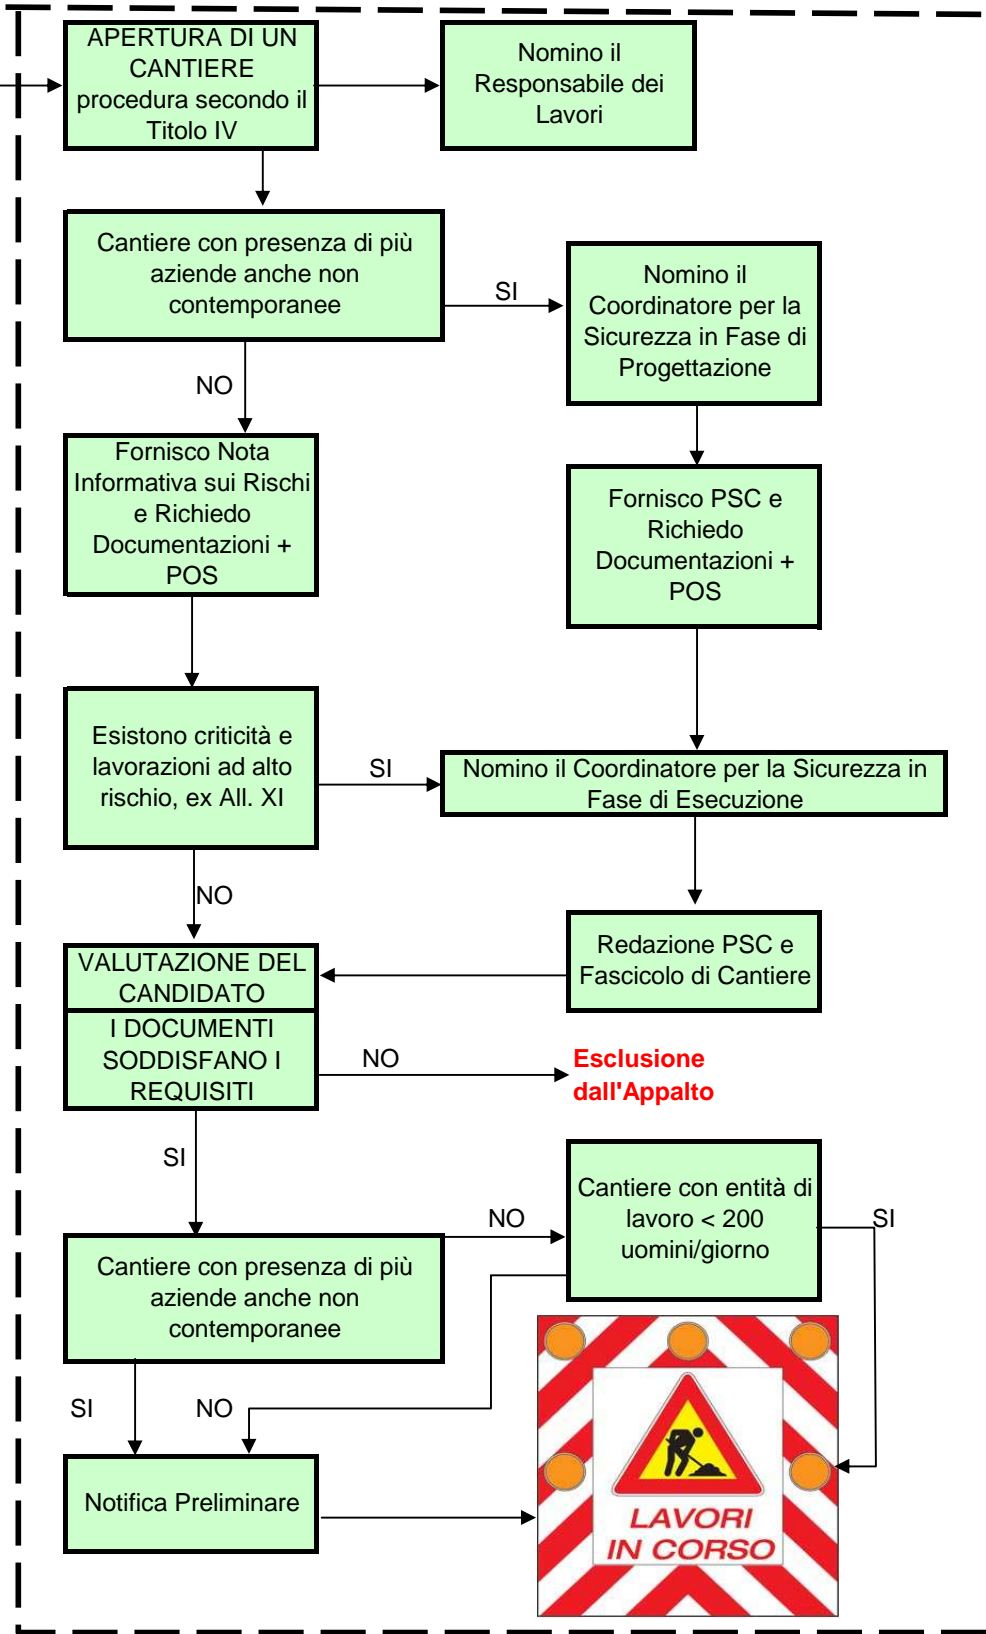 APERTURA DI UN
CANTIERE
procedura secondo il
Titolo IV
Nomino il
Responsabile dei
Lavori
Cantiere con presenza di più
aziende anche non
contemporanee
SI
Nomino il
Coordinatore per la
Sicurezza in Fase di
Progettazione
NO
Fornisco Nota
Informativa sui Rischi
e Richiedo
Documentazioni +
POS
Fornisco PSC e
Richiedo
Documentazioni +
POS
Esistono criticità e
lavorazioni ad alto
rischio, ex All. XI
SI
Nomino il Coordinatore per la Sicurezza in
Fase di Esecuzione
NO
Redazione PSC e
Fascicolo di Cantiere
VALUTAZIONE DEL
CANDIDATO
I DOCUMENTI
SODDISFANO I
REQUISITI
NO
Esclusione
dall'Appalto
SI
Cantiere con entità di
lavoro < 200
uomini/giorno
NO
SI
Cantiere con presenza di più
aziende anche non
contemporanee
SI
NO
Notifica Preliminare
LAVORI
IN CORSO